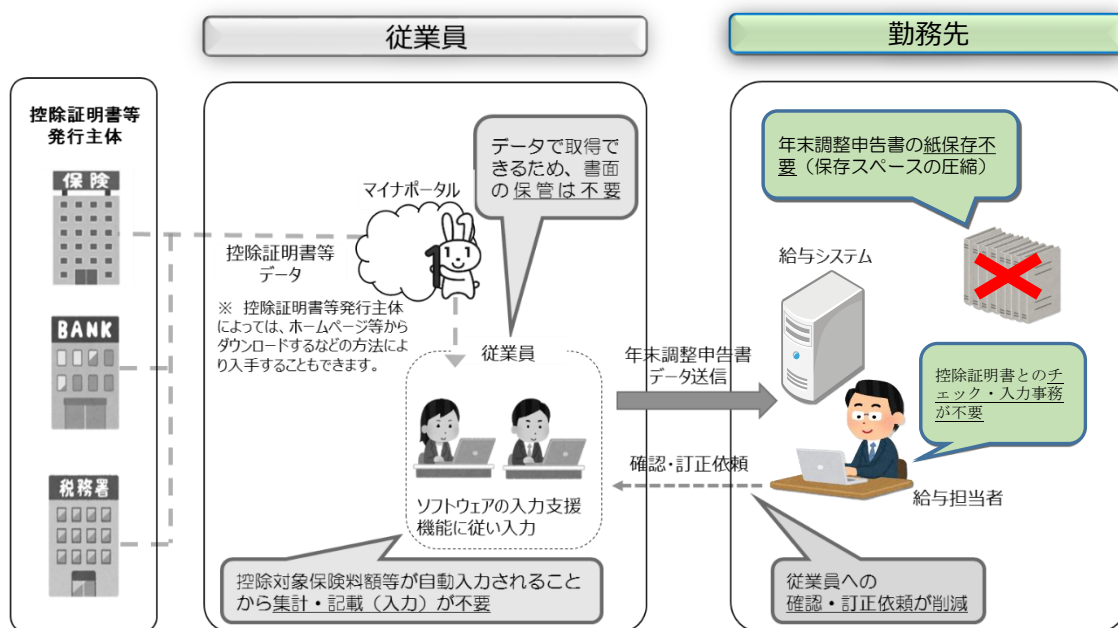 従業員
勤務先
控除証明書等
発行主体
保険
BANK
税務署
マイナポータル
控除証明書等
データ
※ 控除証明書等発行主体
によっては、ホームページ等から
ダウンロードするなどの方法によ
り入手することもできます。
データで取得で
きるため、書面
の保管は不要
1
従業員
ソフトウェアの入力支援
機能に従い入力
控除対象保険料額等が自動入力されること
から集計・記載（入力）が不要
年末調整申告書
データ送信
確認・訂正依頼
年末調整申告書の紙保存不
要（保存スペースの圧縮）
給与システム
控除証明書とのチ
ェック・入力事務
が不要
給与担当者
従業員への
確認・訂正依頼が削減